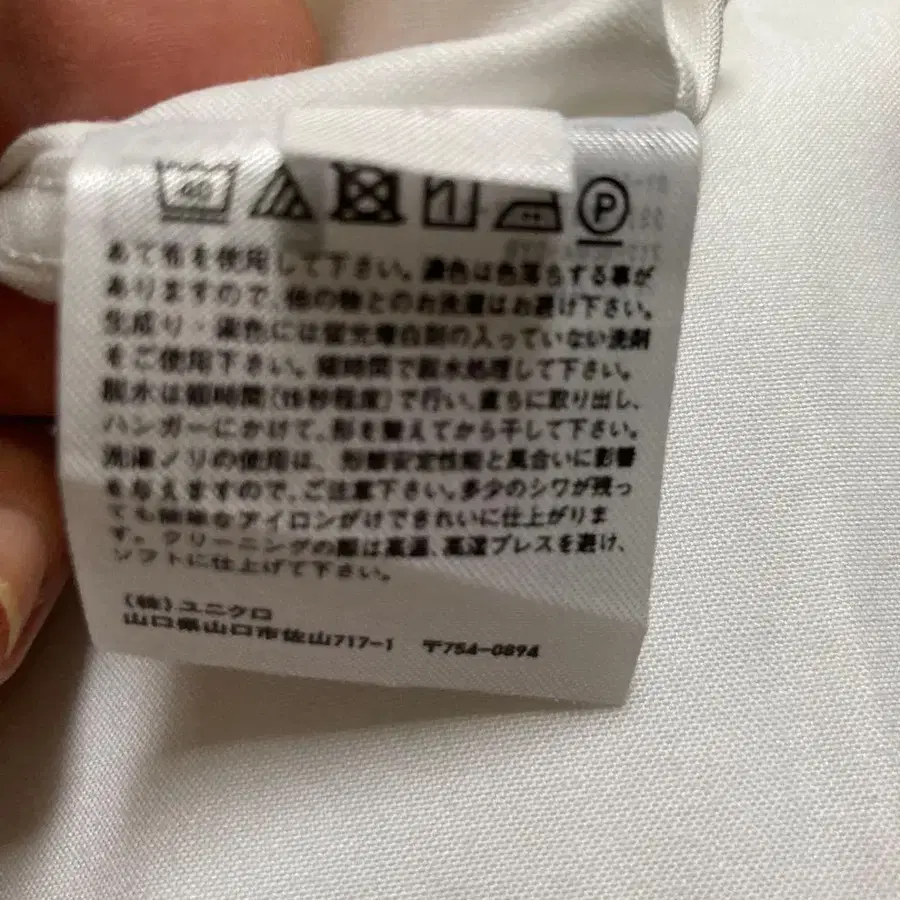 40
P
あて布を使用して下さい。濃色は色落ちする事が
ありますので、他の物とのお洗濯はお避け下さい。
生成り・淡色には蛍光増白剤の入っていない洗剤
をご使用下さい。短時間で脱水処理して下さい。
脱水は短時間(15秒程度)で行い、直ちに取り出し、
ハンガーにかけて、形を整えてから干して下さい。
洗濯ノリの使用は、形態安定性能と風合いに影響
を与えますので、ご注意下さい。多少のシワが残っ
ても簡単なアイロンがけできれいに仕上がりま
す。クリーニングの際は高温、高速プレスを避け、
ソフトに仕上げて下さい。
(株)ユニクロ
山口県山口市佐山717-1 〒754-0894